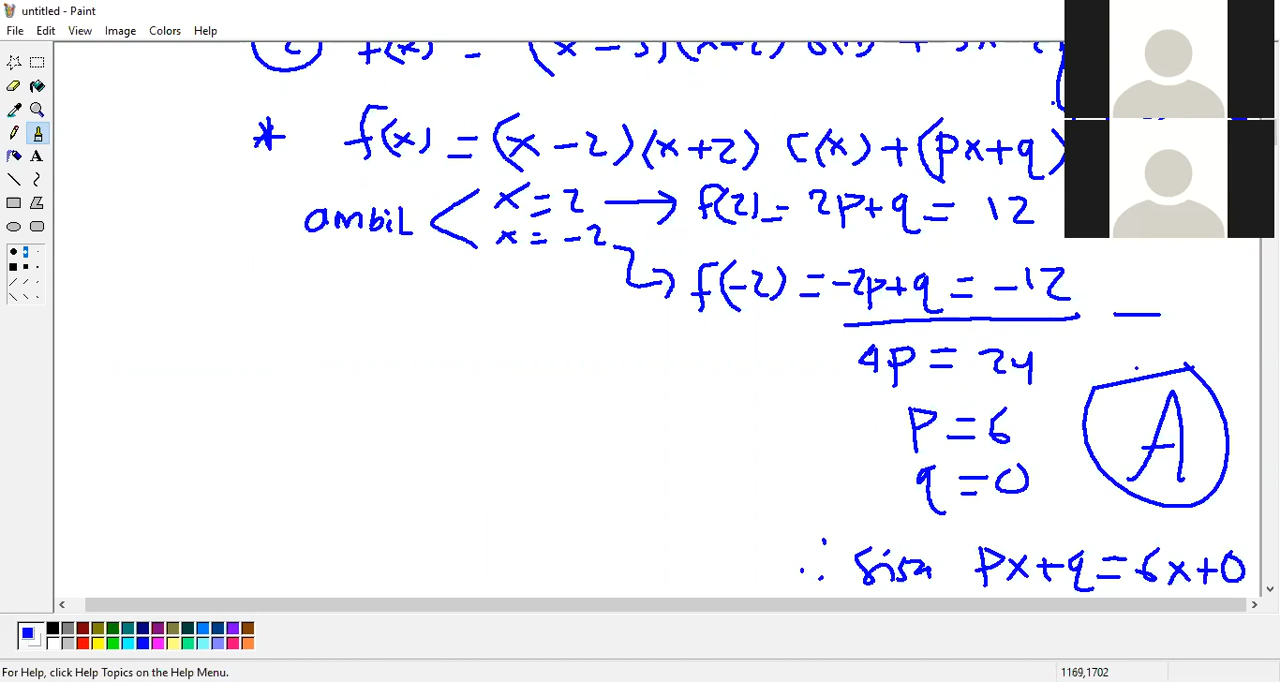 untitled - Paint
File Edit View Image Colors Help
* f(x) = (x-2)(x+2) C(x) + (px+q)
ambil x = 2 → f(2) = 2p+q = 12
x = -2
f(-2) = -2p+q = -12 —
4p = 24
p = 6
q = 0
A
∴ sisa px+q = 6x+0
For Help, click Help Topics on the Help Menu.
1169,1702